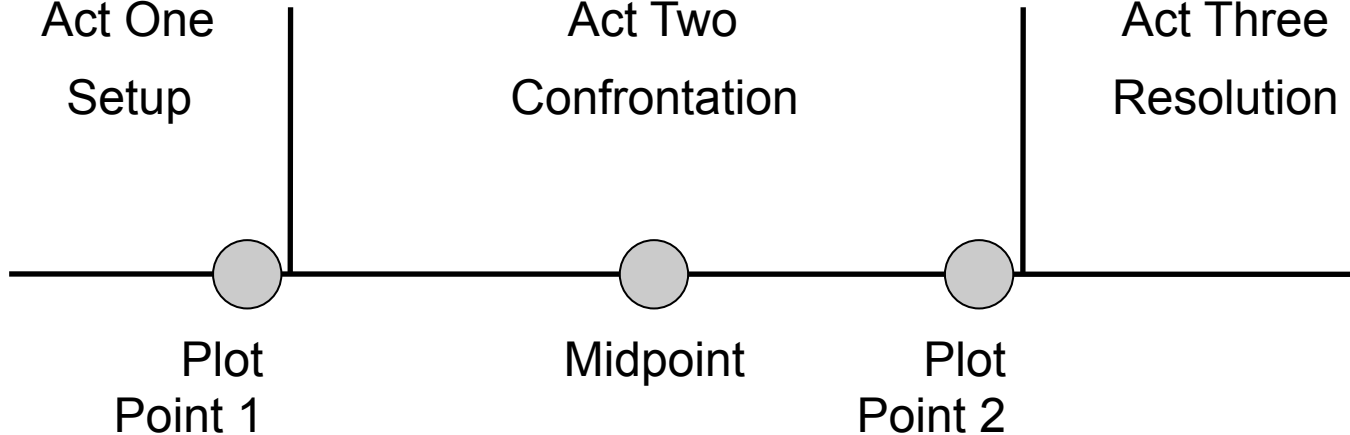 Act One
Setup
Act Two
Confrontation
Act Three
Resolution
Plot
Point 1
Midpoint
Plot
Point 2